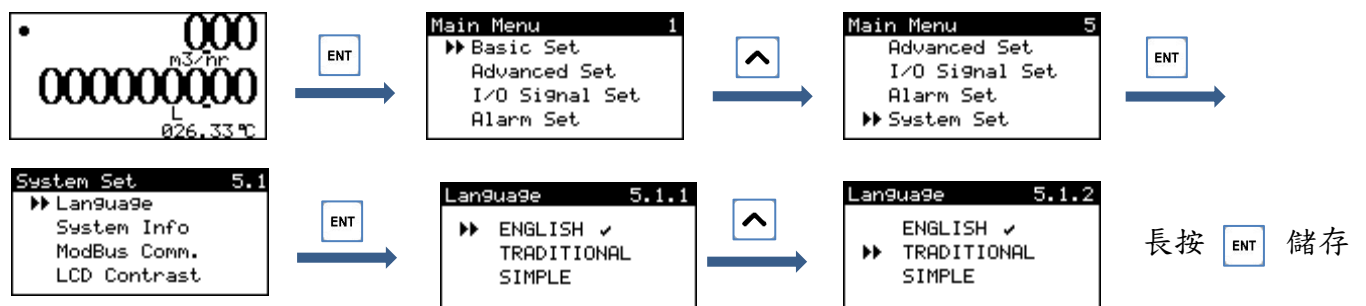 000
m3/hr
000000000
L
026.33℃
ENT
Main Menu 1
Basic Set
Advanced Set
I/O Signal Set
Alarm Set
Main Menu 5
Advanced Set
I/O Signal Set
Alarm Set
System Set
ENT
System Set 5.1
Language
System Info
ModBus Comm.
LCD Contrast
ENT
Language 5.1.1
ENGLISH ✓
TRADITIONAL
SIMPLE
Language 5.1.2
ENGLISH ✓
TRADITIONAL
SIMPLE
長按 ENT 儲存